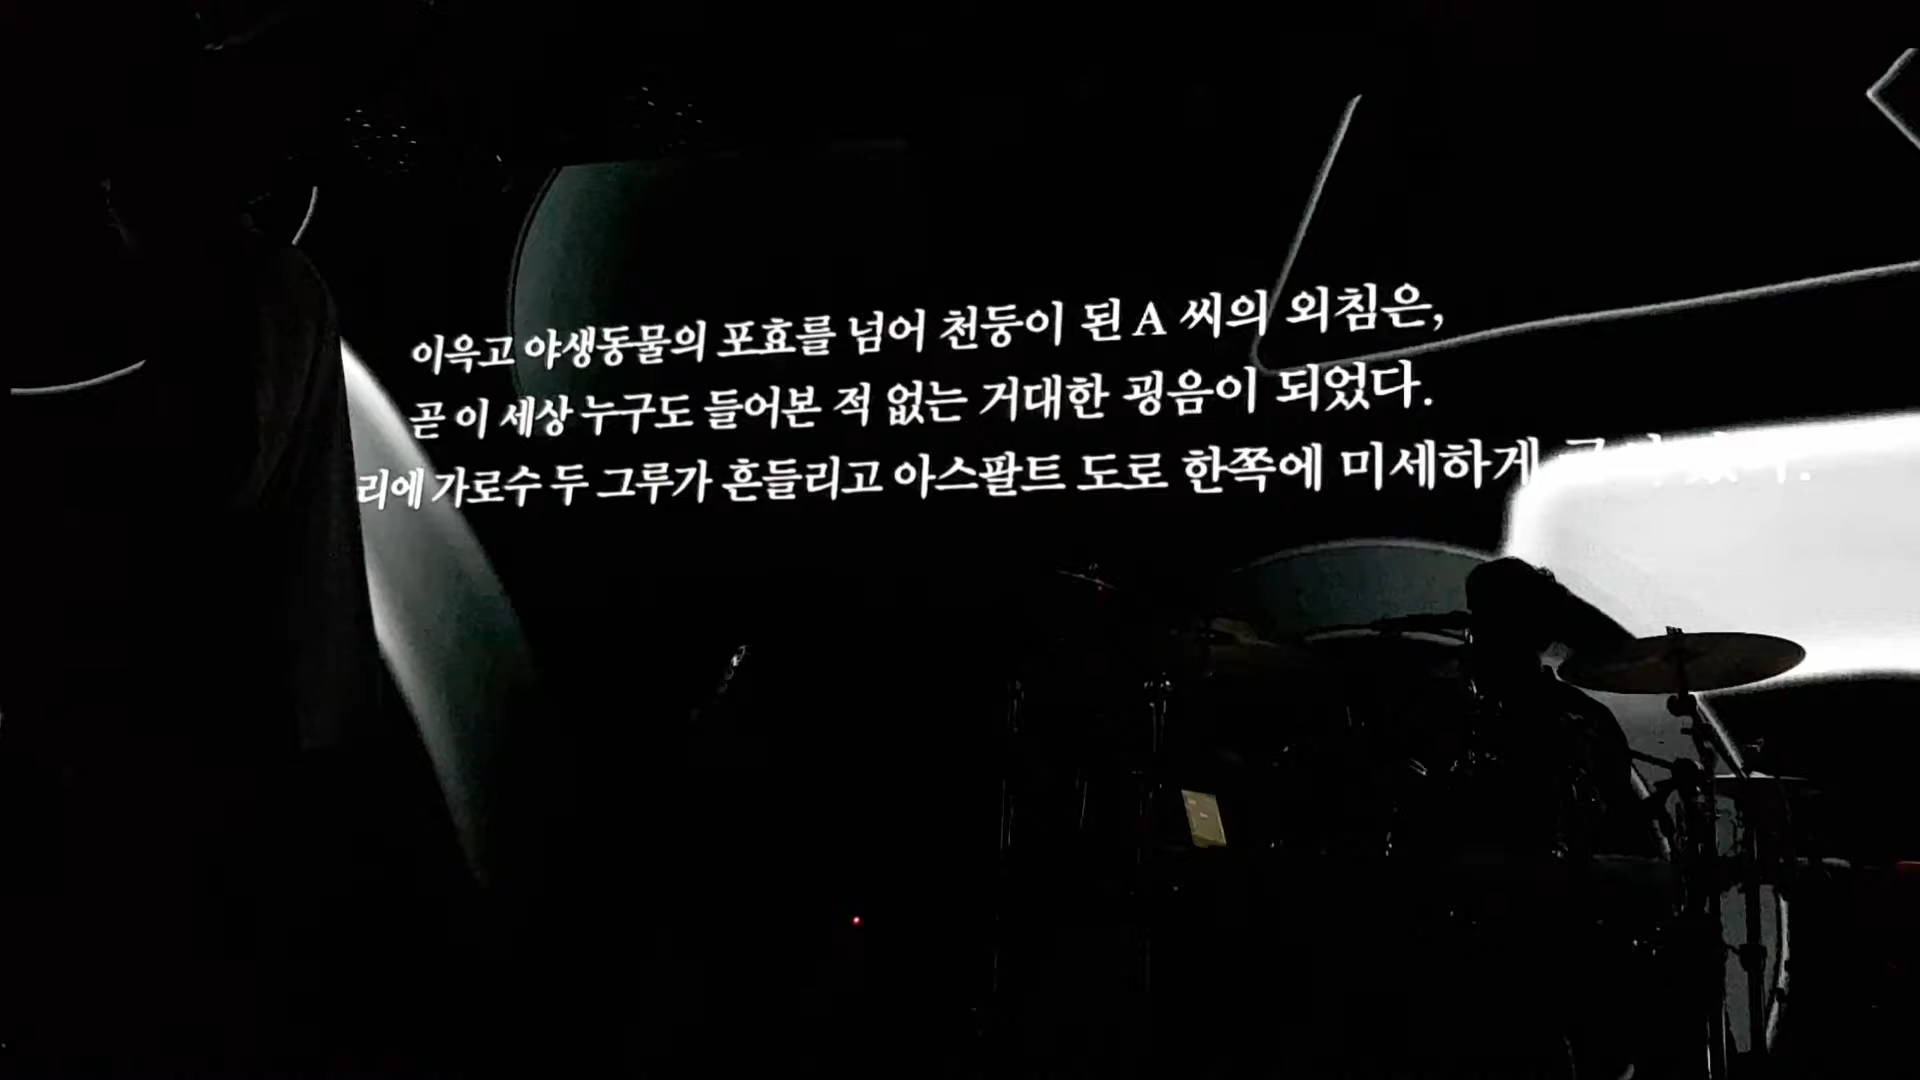 이윽고 야생동물의 포효를 넘어 천둥이 된 A 씨의 외침은,
곧 이 세상 누구도 들어본 적 없는 거대한 굉음이 되었다.
리에 가로수 두 그루가 흔들리고 아스팔트 도로 한쪽에 미세하게